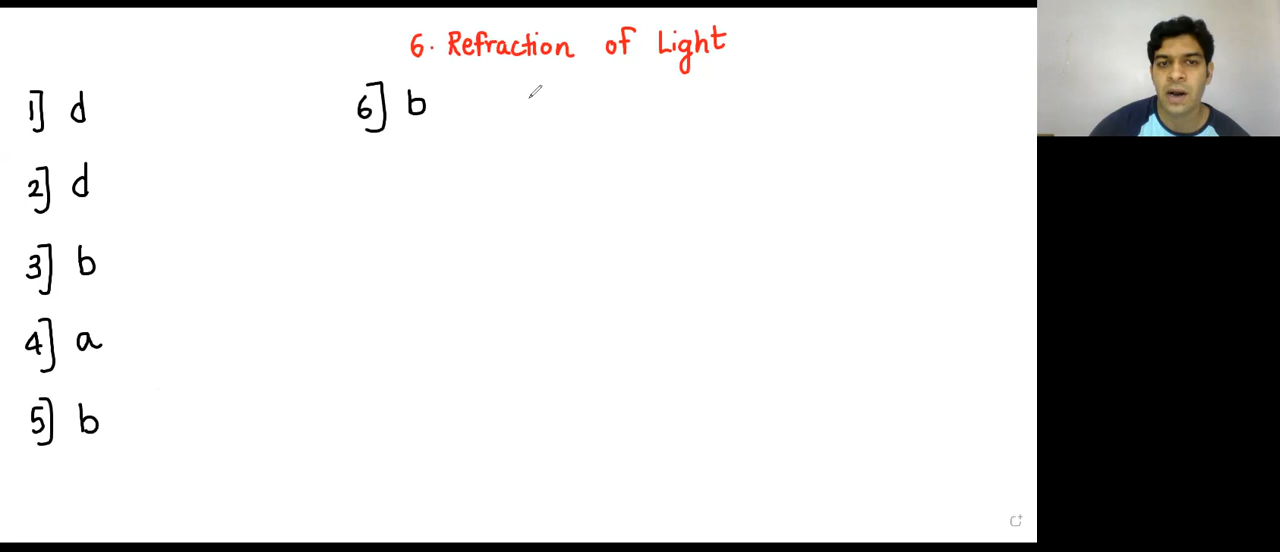 6. Refraction of Light
1] d
2] d
3] b
4] a
5] b
6] b